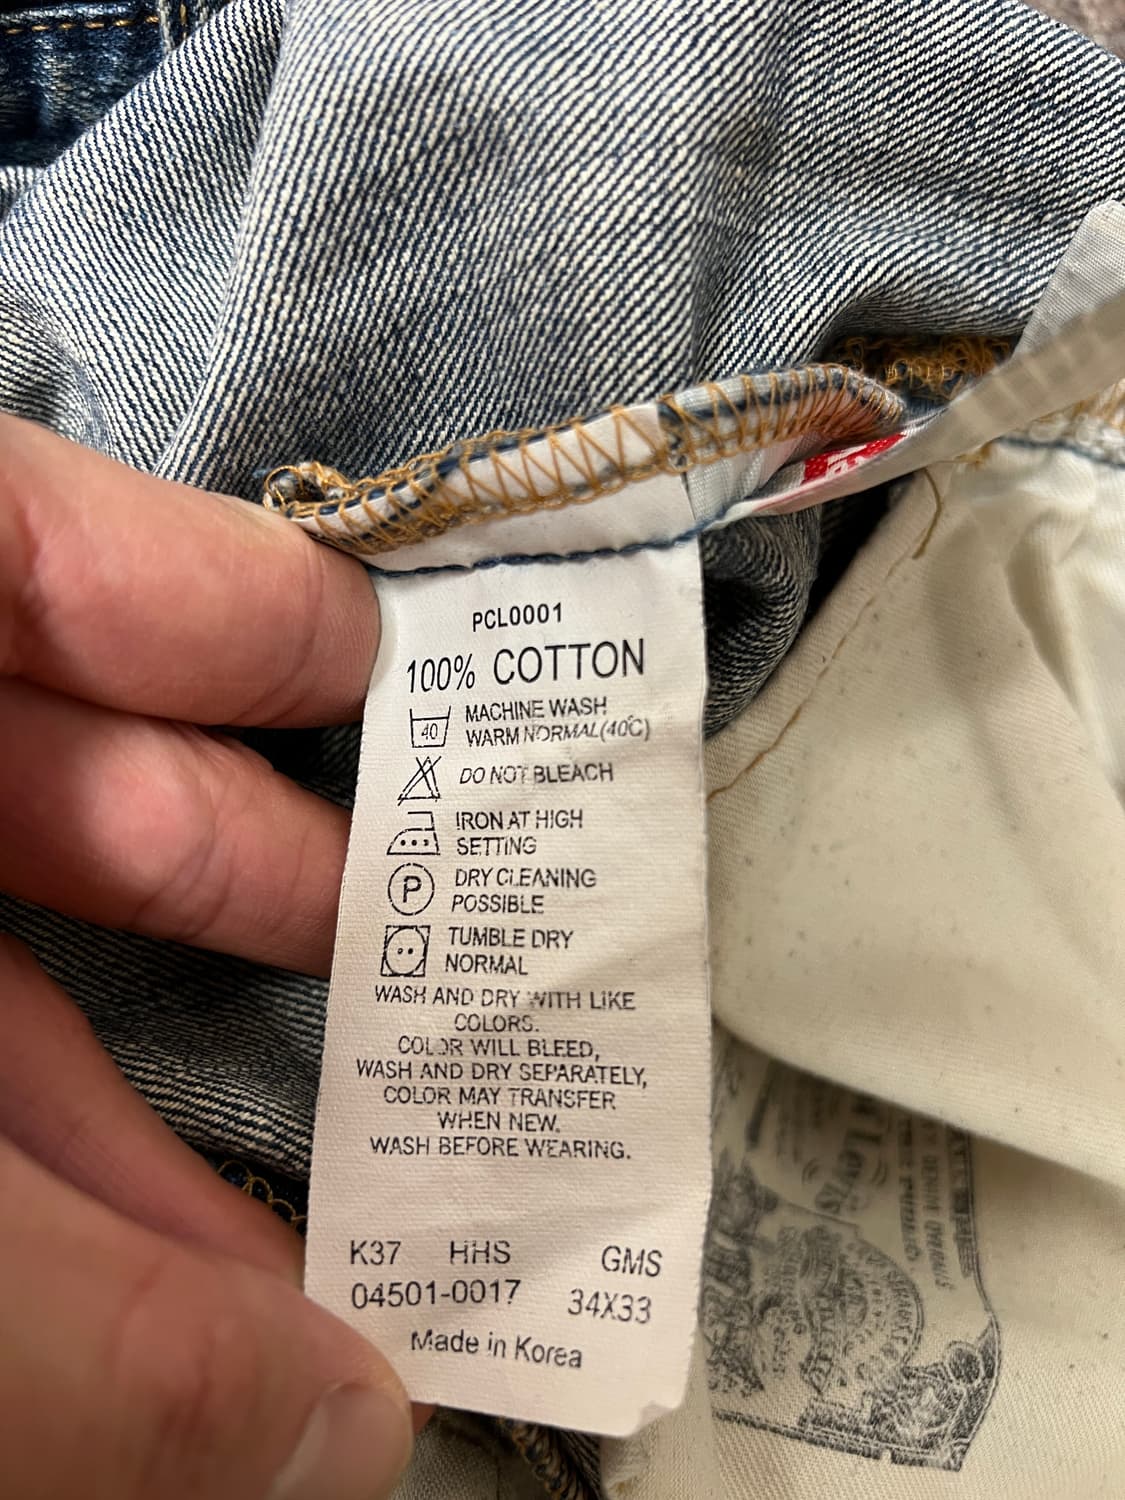 PCL0001
100% COTTON
40
MACHINE WASH
WARM NORMAL(40C)
DO NOT BLEACH
IRON AT HIGH
SETTING
P
DRY CLEANING
POSSIBLE
TUMBLE DRY
NORMAL
WASH AND DRY WITH LIKE
COLORS.
COLOR WILL BLEED,
WASH AND DRY SEPARATELY,
COLOR MAY TRANSFER
WHEN NEW.
WASH BEFORE WEARING.
K37 HHS GMS
04501-0017 34X33
Made in Korea
Levi's